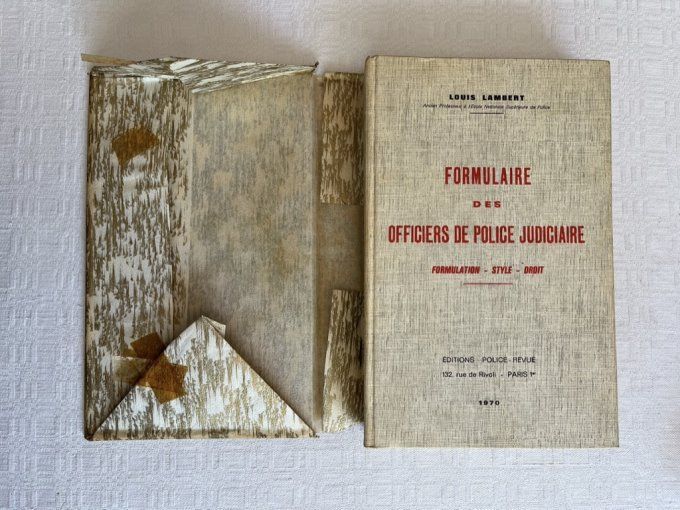 LOUIS LAMBERT
Ancien Professeur à l'École Nationale Supérieure de Police
FORMULAIRE
DES
OFFICIERS DE POLICE JUDICIAIRE
FORMULATION - STYLE - DROIT
ÉDITIONS POLICE-REVUE
132, rue de Rivoli - PARIS 1er
1970